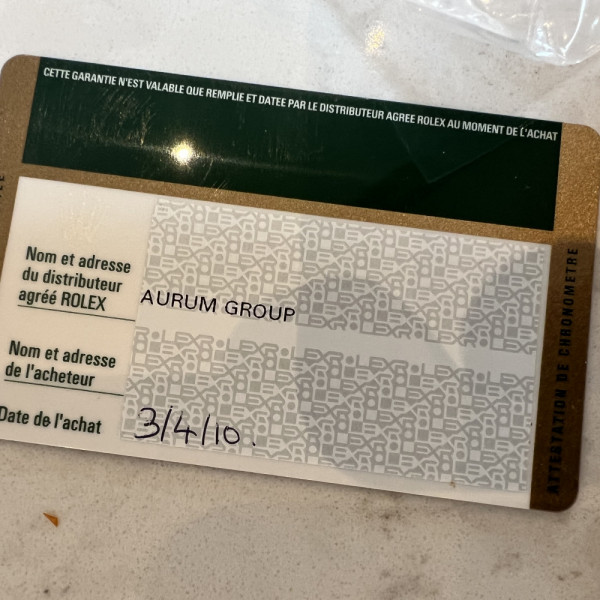 CETTE GARANTIE N'EST VALABLE QUE REMPLIE ET DATEE PAR LE DISTRIBUTEUR AGREE ROLEX AU MOMENT DE L'ACHAT
Nom et adresse
du distributeur
agréé ROLEX
AURUM GROUP
Nom et adresse
de l'acheteur
Date de l'achat
3/4/10.
ATTESTATION DE CHRONOMETRE